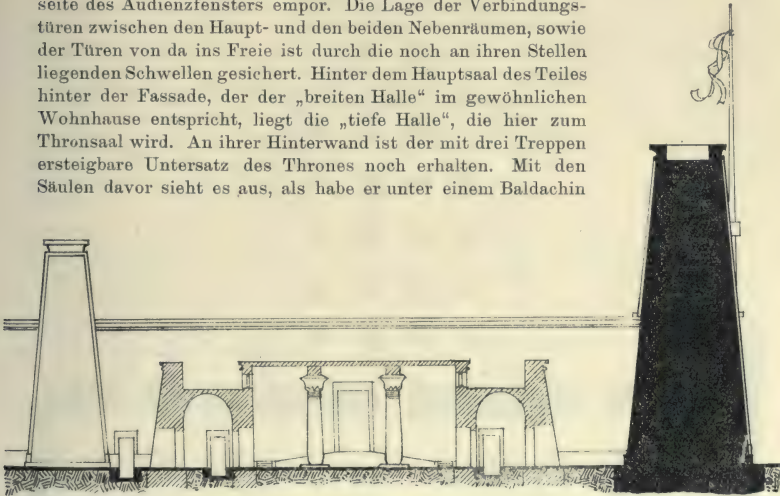 seite des Audienzfensters empor. Die Lage der Verbindungs-
türen zwischen den Haupt- und den beiden Nebenräumen, sowie
der Türen von da ins Freie ist durch die noch an ihren Stellen
liegenden Schwellen gesichert. Hinter dem Hauptsaal des Teiles
hinter der Fassade, der der „breiten Halle“ im gewöhnlichen
Wohnhause entspricht, liegt die „tiefe Halle“, die hier zum
Thronsaal wird. An ihrer Hinterwand ist der mit drei Treppen
ersteigbare Untersatz des Thrones noch erhalten. Mit den
Säulen davor sieht es aus, als habe er unter einem Baldachin